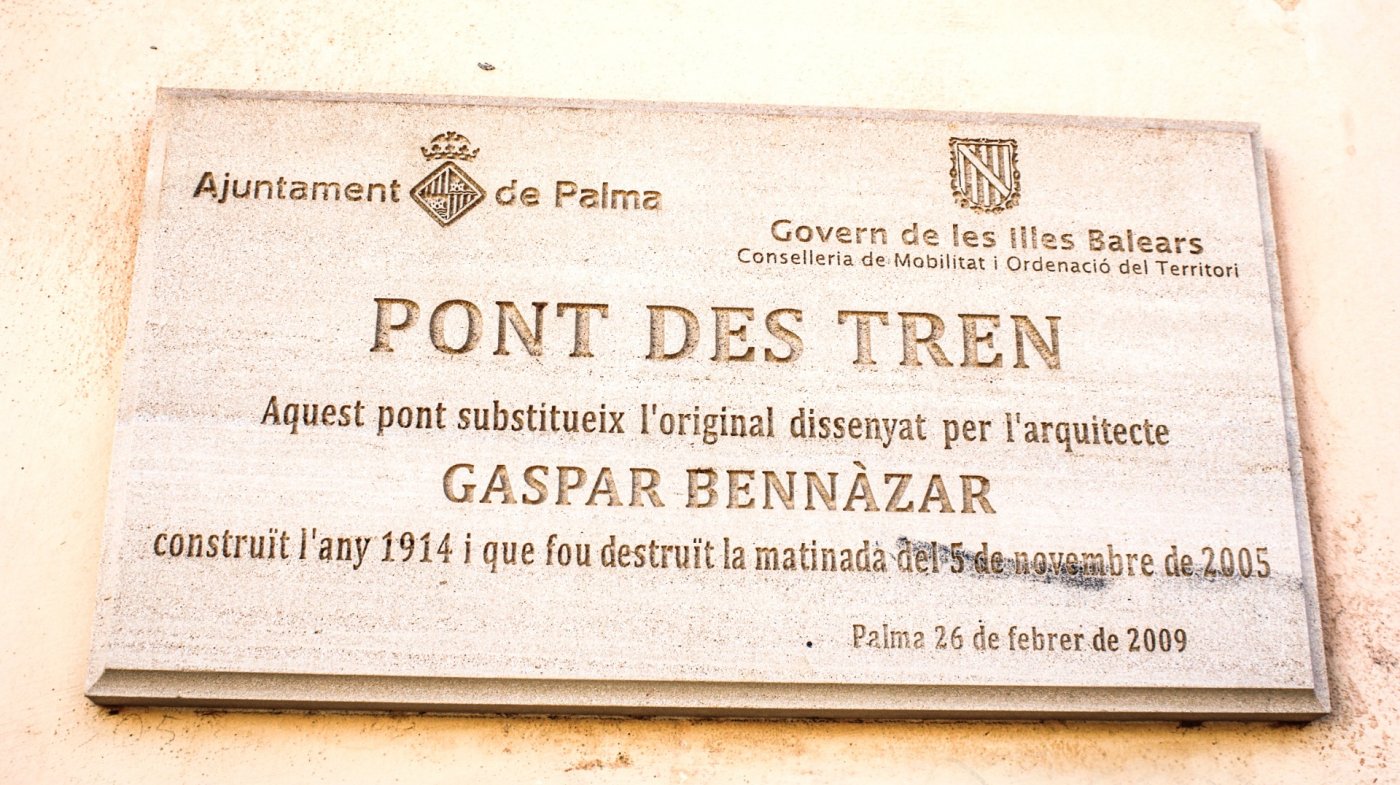 Ajuntament de Palma
Govern de les Illes Balears
Conselleria de Mobilitat i Ordenació del Territori
PONT DES TREN
Aquest pont substitueix l'original dissenyat per l'arquitecte
GASPAR BENNÀZAR
construït l'any 1914 i que fou destruït la matinada del 5 de novembre de 2005
Palma 26 de febrer de 2009